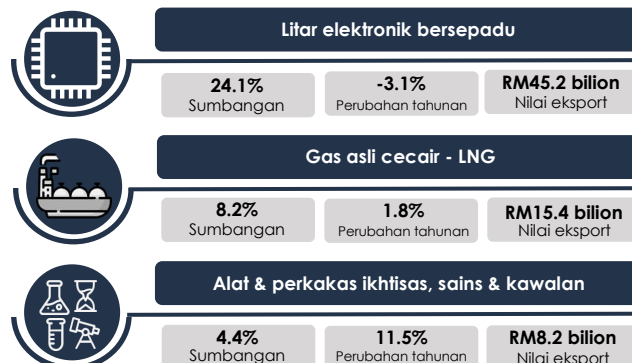 Litar elektronik bersepadu
24.1%
Sumbangan
-3.1%
Perubahan tahunan
RM45.2 bilion
Nilai eksport
Gas asli cecair - LNG
8.2%
Sumbangan
1.8%
Perubahan tahunan
RM15.4 bilion
Nilai eksport
Alat & perkakas ikhtisas, sains & kawalan
4.4%
Sumbangan
11.5%
Perubahan tahunan
RM8.2 bilion
Nilai eksport